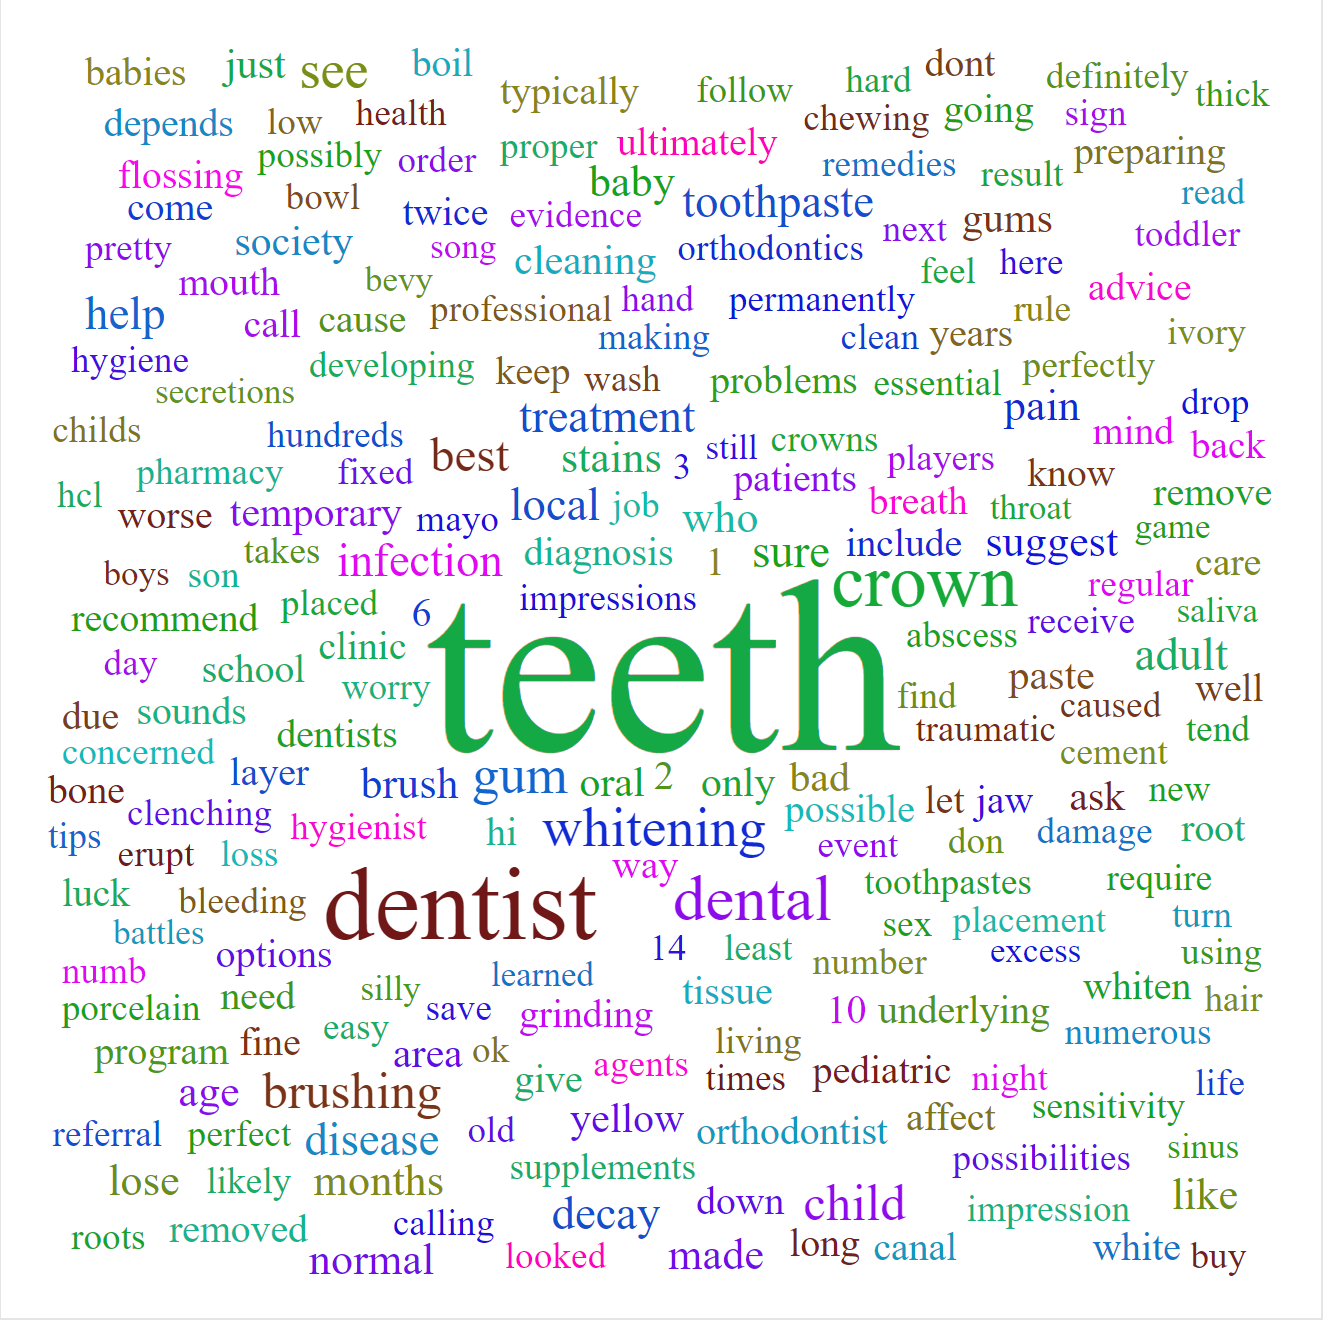 babies just see boil typically follow hard dont definitely thick
depends low health chewing going sign
possibly order proper ultimately remedies result preparing
flossing bowl baby toothpaste read
come twice evidence next gums
pretty society song cleaning orthodontics toddler
mouth bevy feel here advice
help call cause professional hand permanently rule
hygiene making clean years ivory
developing keep wash problems essential perfectly
secretions treatment pain drop
childs hundreds best stains still crowns players mind back
pharmacy fixed 3 patients know
hcl worse temporary mayo local job who breath throat remove
takes infection diagnosis 1 sure include suggest game
boys son crown regular care
recommend placed 6 impressions abscess receive saliva
clinic teeth adult
day school worry find paste well
due sounds dentists traumatic caused tend
concerned cement
bone layer brush gum oral 2 only bad let jaw ask new
clenching hygienist hi whitening possible damage root
tips erupt loss way event don
luck bleeding dentist dental toothpastes require
battles sex placement turn
numb options 14 least number excess using
porcelain need silly learned tissue whiten hair
save grinding 10 underlying numerous
program fine easy area ok living
age brushing give agents times pediatric night life
referral perfect disease old yellow orthodontist affect sensitivity
supplements possibilities sinus
lose likely months like
roots removed calling decay down child impression
normal looked made long canal white buy